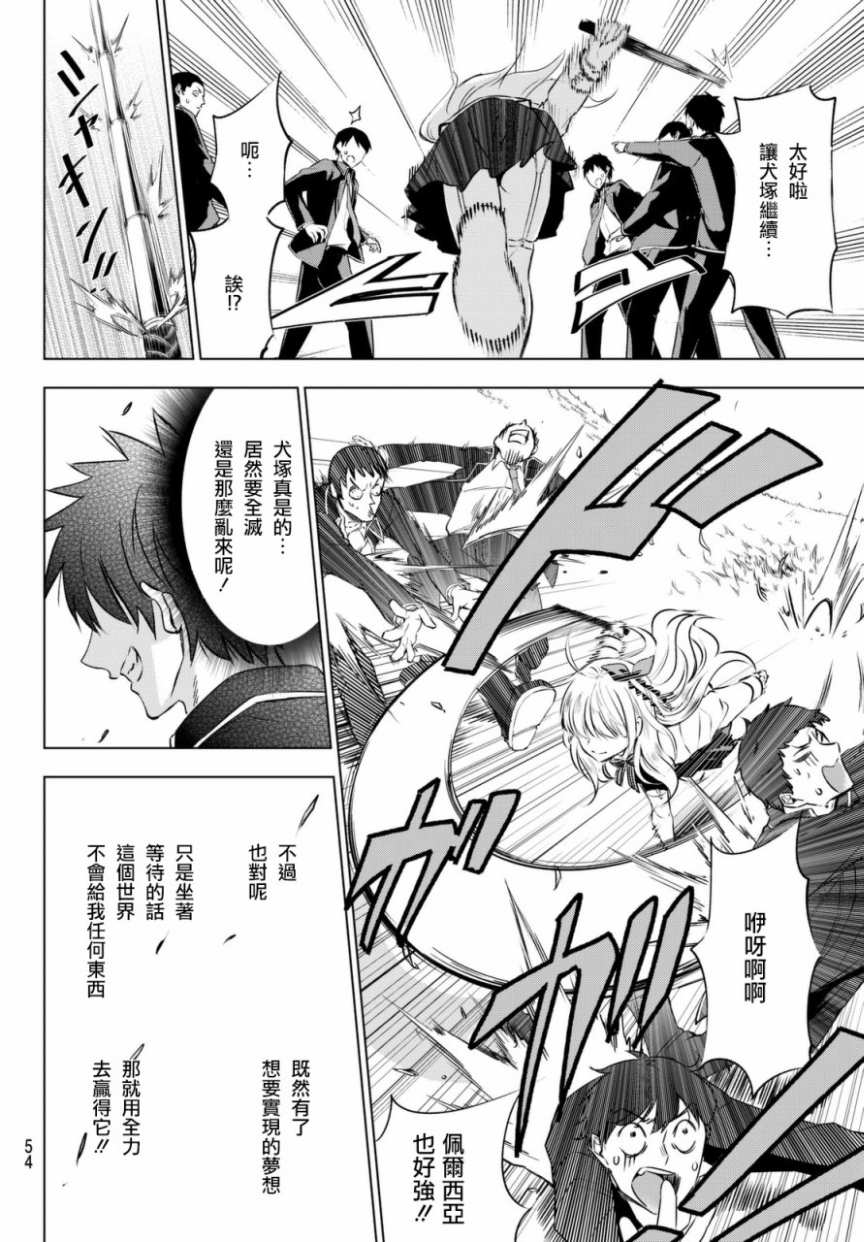 太好啦
讓犬塚繼續…
呃…
誒!?
ジャキン
ドガガガ
咿呀啊啊
佩爾西亞
也好強!!
犬塚真是的…
居然要全滅
還是那麼亂來呢!
不過
也對呢
只是坐著
等待的話
這個世界
不會給我任何東西
既然有了
想要實現的夢想
那就用全力
去贏得它!!
54